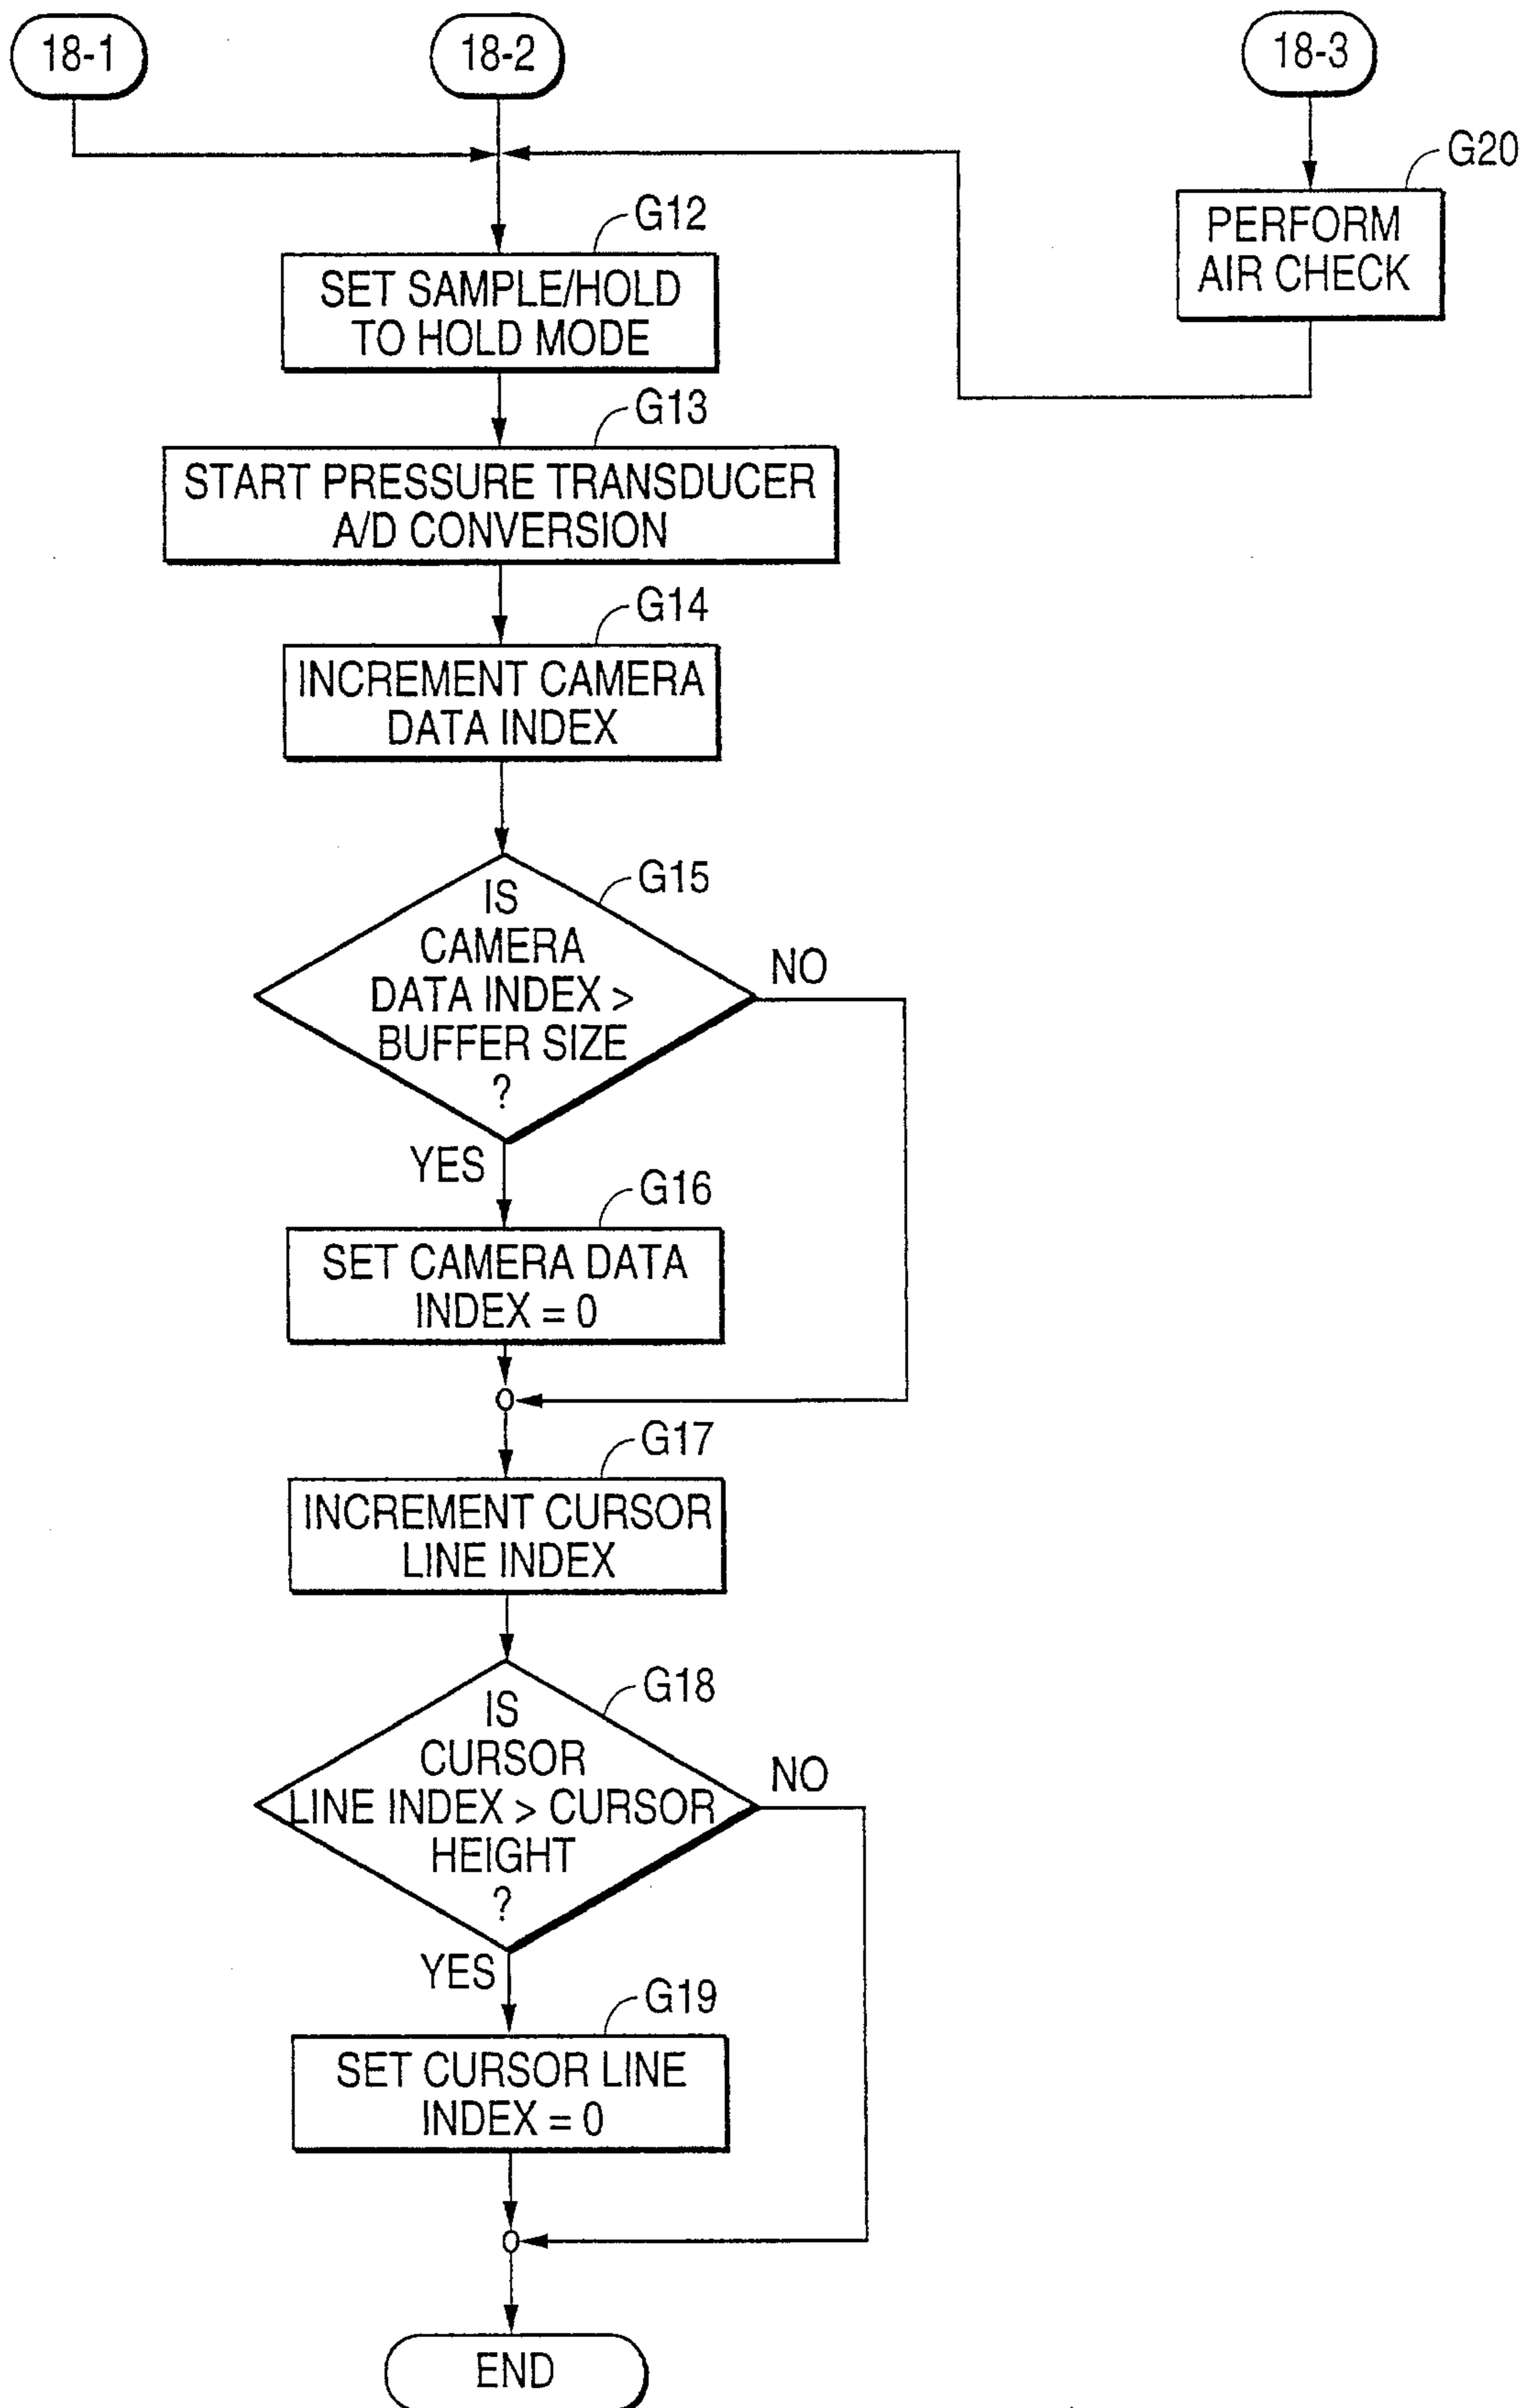 18-1
18-2
18-3
G20
PERFORM
AIR CHECK
G12
SET SAMPLE/HOLD
TO HOLD MODE
G13
START PRESSURE TRANSDUCER
A/D CONVERSION
G14
INCREMENT CAMERA
DATA INDEX
G15
IS
CAMERA
DATA INDEX >
BUFFER SIZE
?
NO
YES
G16
SET CAMERA DATA
INDEX = 0
G17
INCREMENT CURSOR
LINE INDEX
G18
IS
CURSOR
LINE INDEX > CURSOR
HEIGHT
?
NO
YES
G19
SET CURSOR LINE
INDEX = 0
END